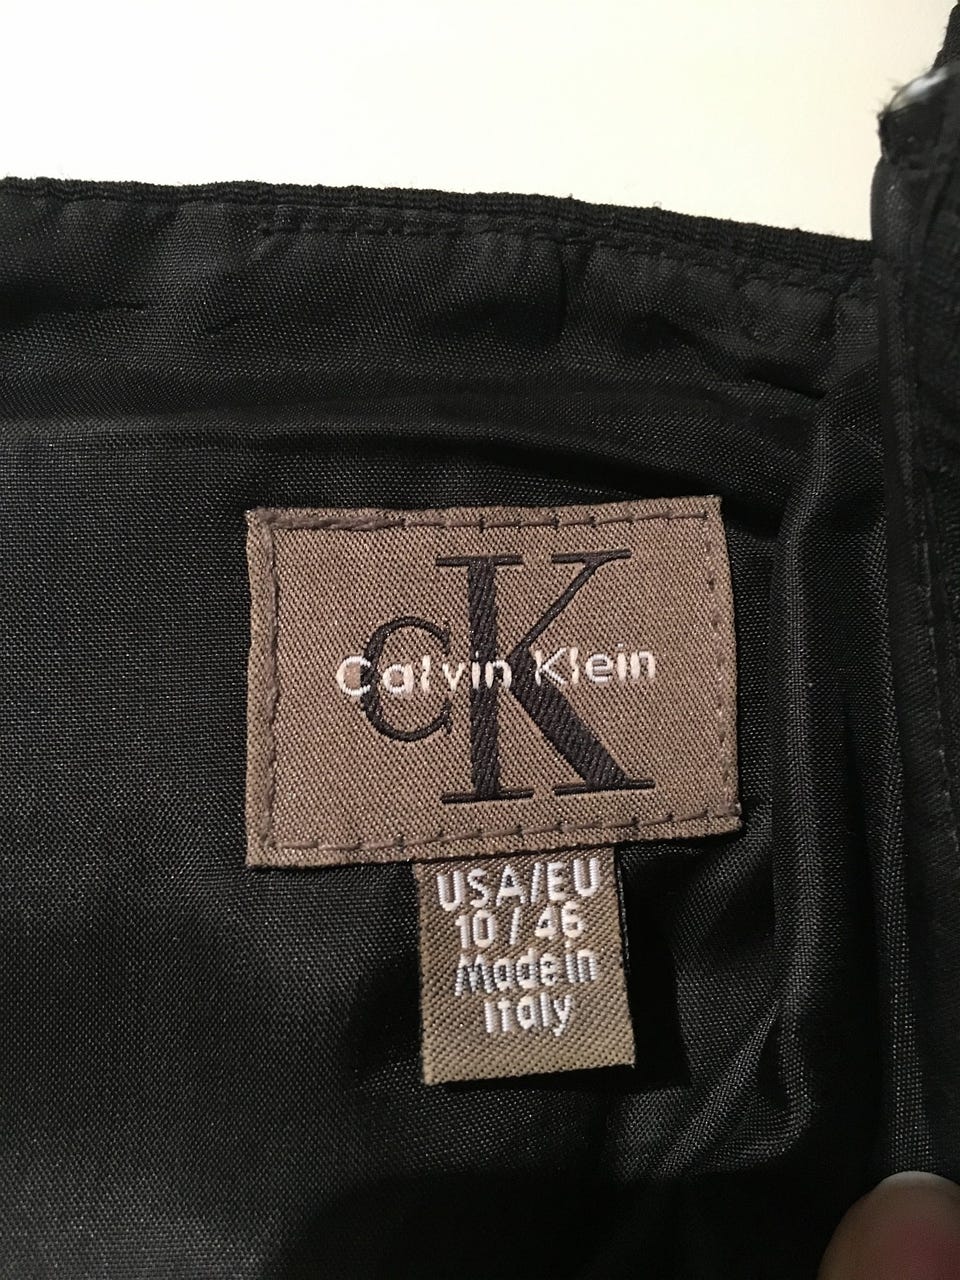 cK
Calvin Klein
USA/EU
10 / 46
Made in
Italy